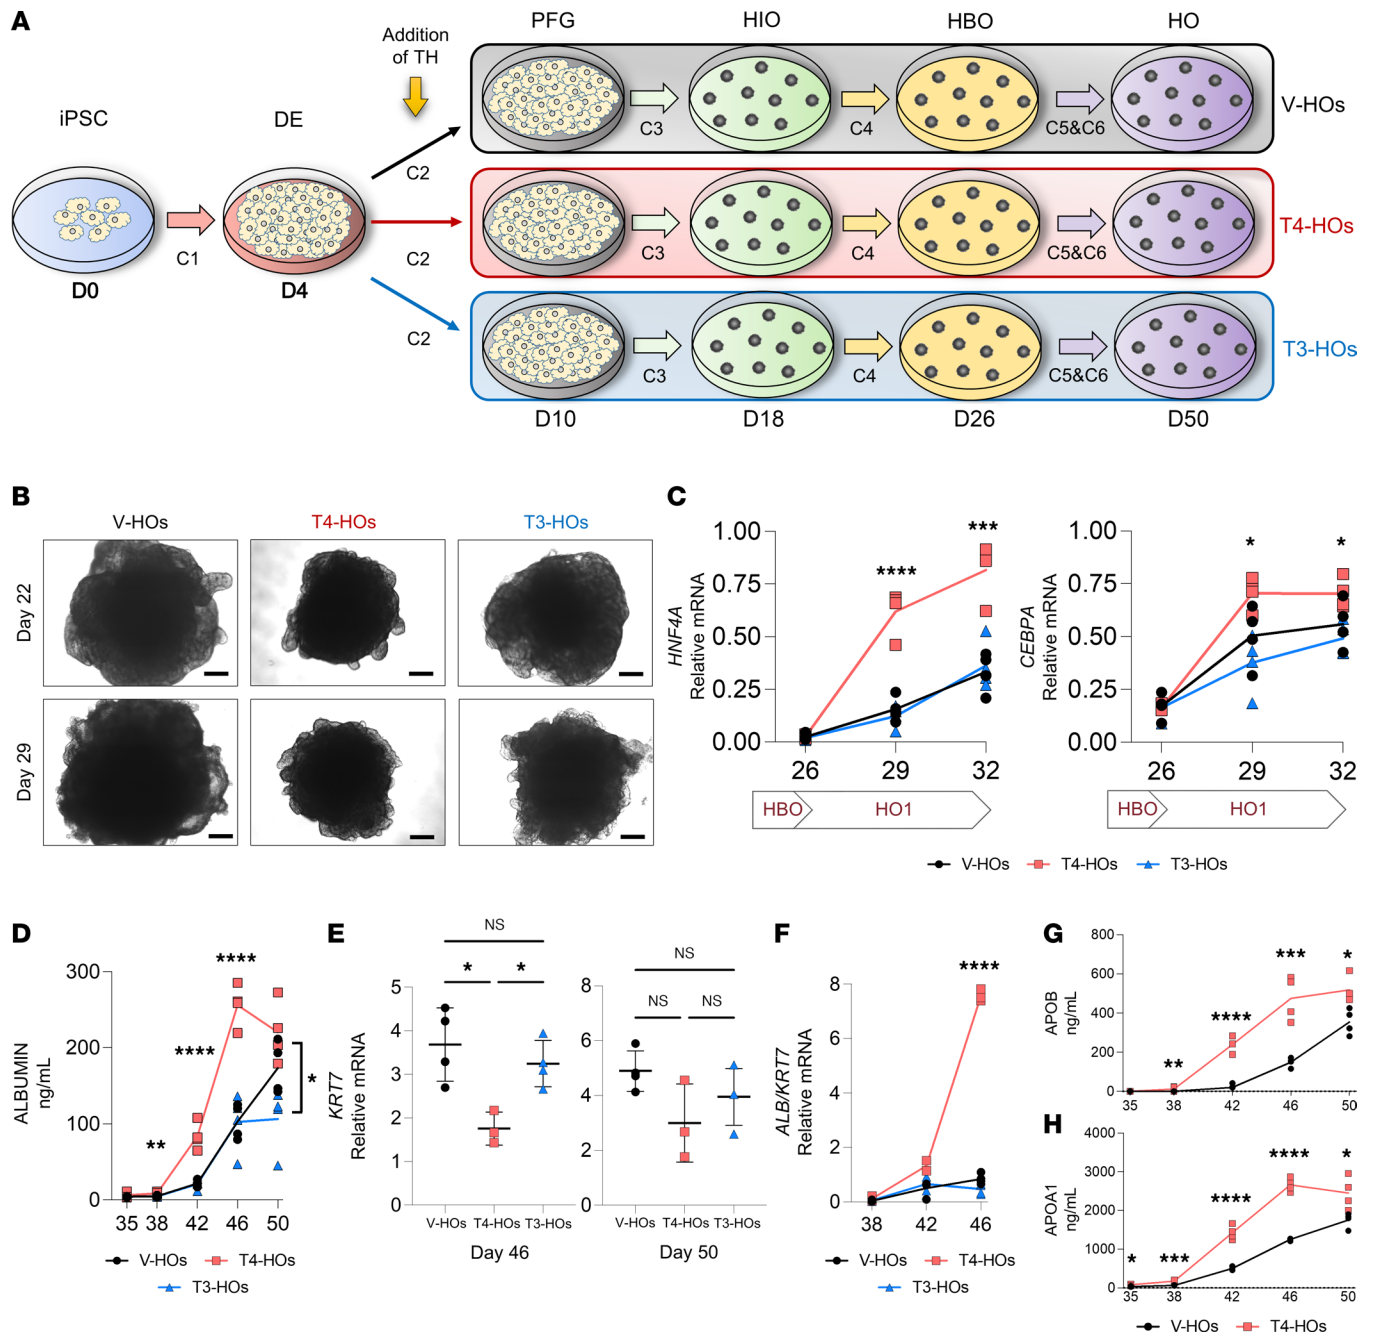 A
Addition
of TH
PFG
HIO
HBO
HO
iPSC
DE
C1
C2
C2
C2
C3
C4
C5&C6
V-HOs
C3
C4
C5&C6
T4-HOs
C3
C4
C5&C6
T3-HOs
D0
D4
D10
D18
D26
D50
B
V-HOs
T4-HOs
T3-HOs
Day 22
Day 29
C
HNF4A
Relative mRNA
1.00
0.75
0.50
0.25
0.00
****
***
26
29
32
HBO
HO1
CEBPA
Relative mRNA
1.00
0.75
0.50
0.25
0.00
*
*
26
29
32
HBO
HO1
V-HOs
T4-HOs
T3-HOs
D
ALBUMIN
ng/mL
300
200
100
0
**
****
****
*
35
38
42
46
50
V-HOs
T4-HOs
T3-HOs
E
KRT7
Relative mRNA
5
4
3
2
1
0
NS
*
*
V-HOs
T4-HOs
T3-HOs
Day 46
8
6
4
2
0
NS
NS
NS
V-HOs
T4-HOs
T3-HOs
Day 50
F
ALB/KRT7
Relative mRNA
8
6
4
2
0
****
38
42
46
V-HOs
T4-HOs
T3-HOs
G
APOB
ng/mL
800
600
400
200
0
**
****
***
*
35
38
42
46
50
H
APOA1
ng/mL
4000
3000
2000
1000
0
*
***
****
****
*
35
38
42
46
50
V-HOs
T4-HOs